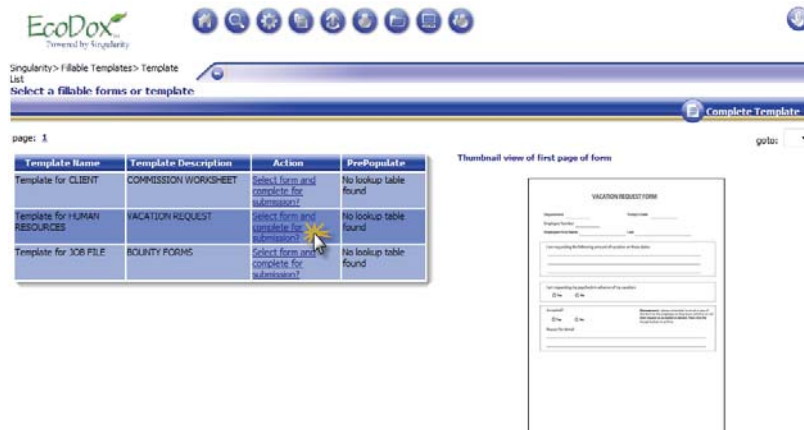 EcoDox
Powered by Singularity
Singularity> Fillable Templates> Template
List
Select a fillable forms or template
Complete Template
page: 1
goto:
Template Name Template Description Action PrePopulate
Template for CLIENT COMMISSION WORKSHEET Select form and No lookup table
complete for found
submission?
Template for HUMAN VACATION REQUEST Select form and No lookup table
RESOURCES complete for found
submission?
Template for JOB FILE BOUNTY FORMS Select form and No lookup table
complete for found
submission?
Thumbnail view of first page of form
VACATION REQUEST FORM